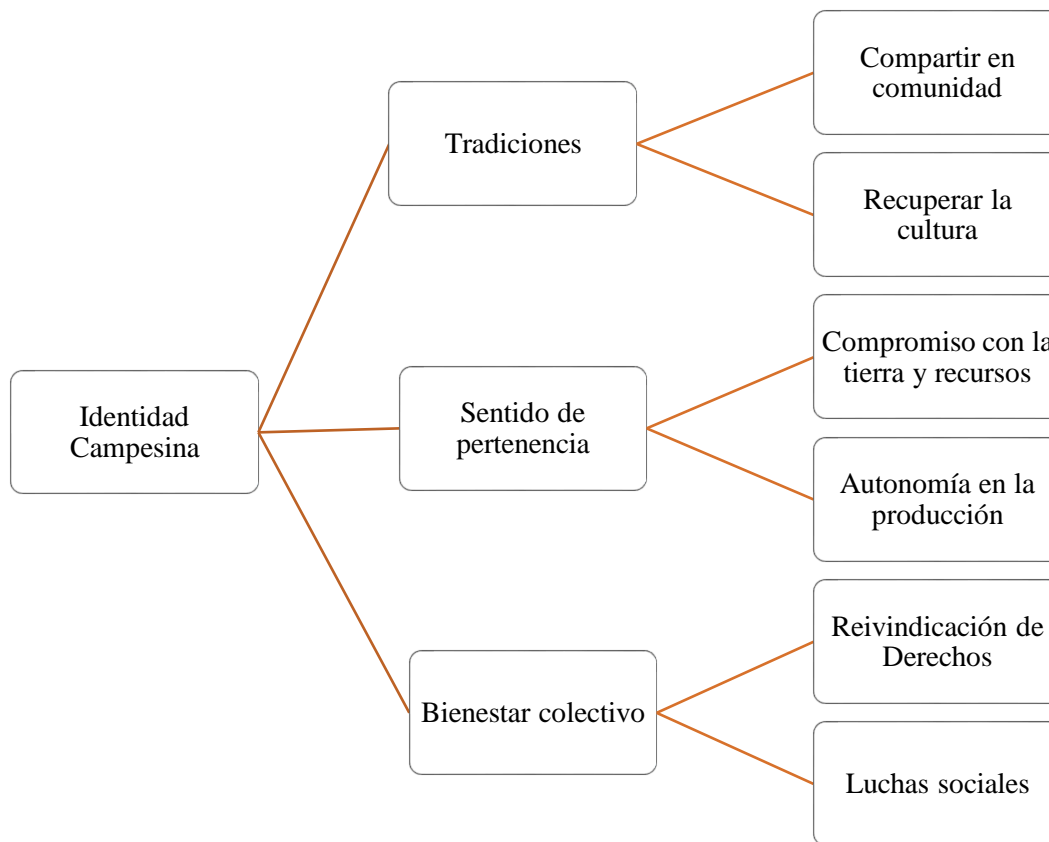 Identidad
Campesina
Tradiciones
Compartir en
comunidad
Recuperar la
cultura
Sentido de
pertenencia
Compromiso con la
tierra y recursos
Autonomía en la
producción
Bienestar colectivo
Reivindicación de
Derechos
Luchas sociales